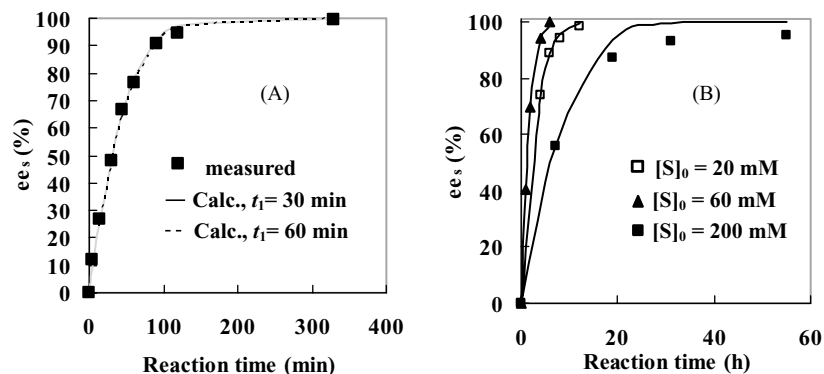 100
90
80
70
60
50
40
30
20
10
0
ee s (%)
(A)
measured
Calc., t1= 30 min
Calc., t1= 60 min
0 100 200 300 400
Reaction time (min)
100
80
60
40
20
0
ee s (%)
(B)
[S]0 = 20 mM
[S]0 = 60 mM
[S]0 = 200 mM
0 20 40 60
Reaction time (h)